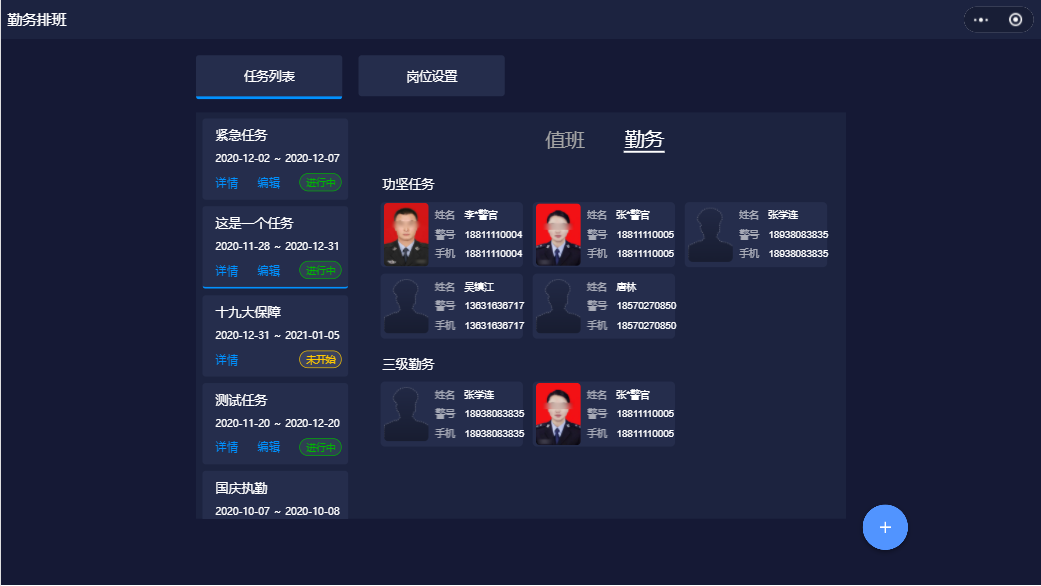 勤务排班
任务列表
岗位设置
紧急任务
2020-12-02 ~ 2020-12-07
详情 编辑 进行中
这是一个任务
2020-11-28 ~ 2020-12-31
详情 编辑 进行中
十九大保障
2020-12-31 ~ 2021-01-05
详情 未开始
测试任务
2020-11-20 ~ 2020-12-20
详情 编辑 进行中
国庆执勤
2020-10-07 ~ 2020-10-08
值班 勤务
功坚任务
姓名 李*警官
警号 18811110004
手机 18811110004
姓名 张*警官
警号 18811110005
手机 18811110005
姓名 张学连
警号 18938083835
手机 18938083835
姓名 吴镇江
警号 13631636717
手机 13631636717
姓名 唐林
警号 18570270850
手机 18570270850
三级勤务
姓名 张学连
警号 18938083835
手机 18938083835
姓名 张*警官
警号 18811110005
手机 18811110005
+